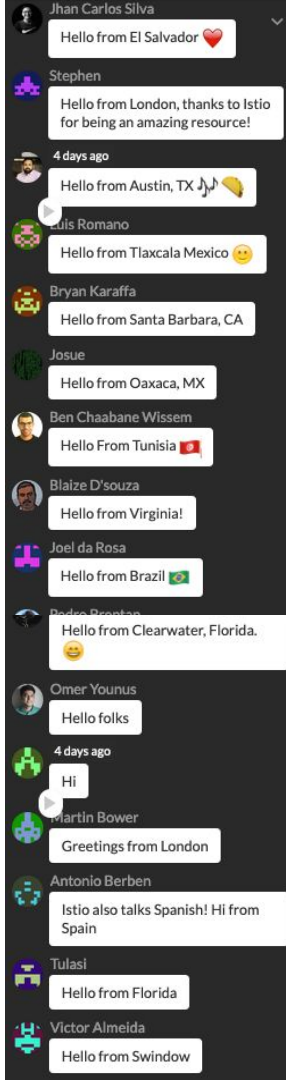 Jhan Carlos Silva
Hello from El Salvador ❤️
Stephen
Hello from London, thanks to Istio
for being an amazing resource!
4 days ago
Hello from Austin, TX 🎶 🌮
Luis Romano
Hello from Tlaxcala Mexico 🙂
Bryan Karaffa
Hello from Santa Barbara, CA
Josue
Hello from Oaxaca, MX
Ben Chaabane Wissem
Hello From Tunisia 🇹🇳
Blaize D'souza
Hello from Virginia!
Joel da Rosa
Hello from Brazil 🇧🇷
Pedro Brentan
Hello from Clearwater, Florida.
😄
Omer Younus
Hello folks
4 days ago
Hi
Martin Bower
Greetings from London
Antonio Berben
Istio also talks Spanish! Hi from
Spain
Tulasi
Hello from Florida
Victor Almeida
Hello from Swindow